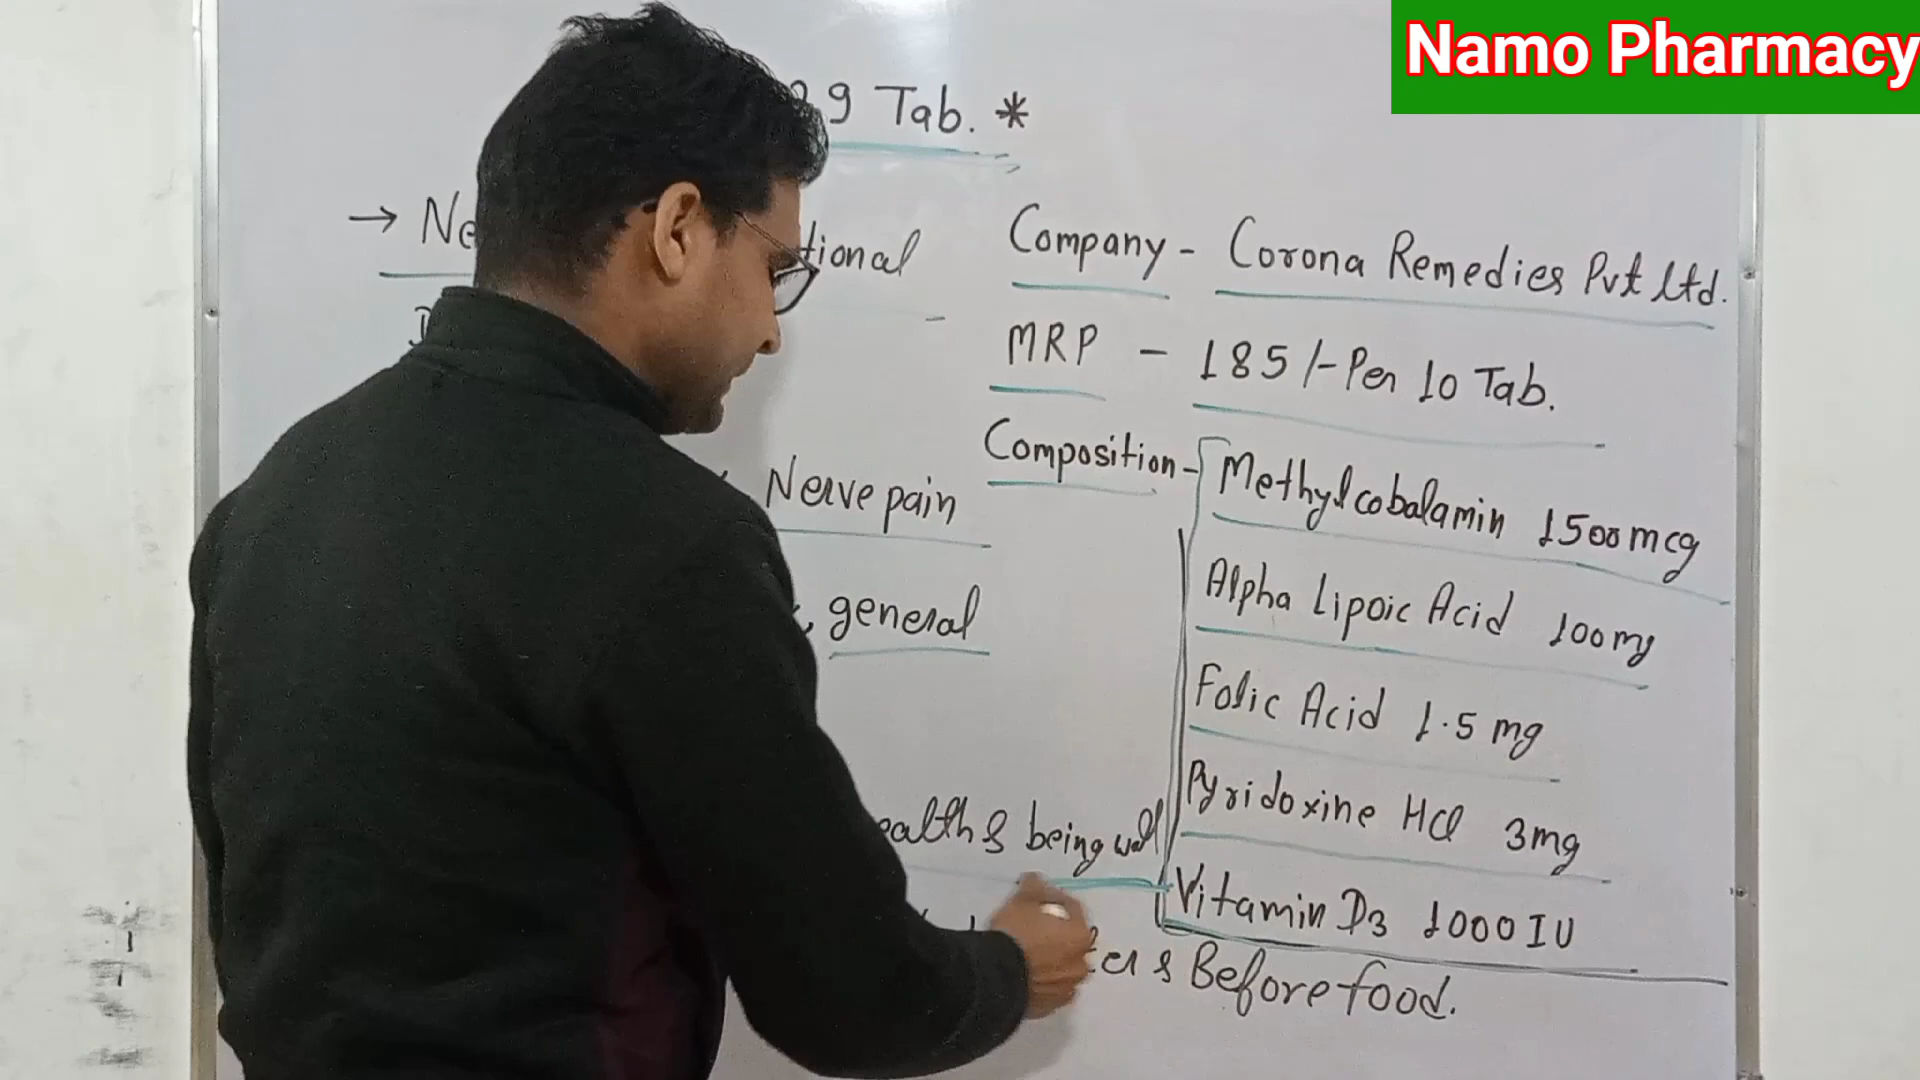 Namo Pharmacy
9 Tab. *
→ Ne tional
Nerve pain
, general
ealth & being well
Company - Corona Remedies Pvt Ltd.
MRP - 185/- Per 10 Tab.
Composition - Methylcobalamin 1500mcg
Alpha Lipoic Acid 100mg
Folic Acid 1.5 mg
Pyridoxine HCl 3mg
Vitamin D3 1000 IU
& Before food.